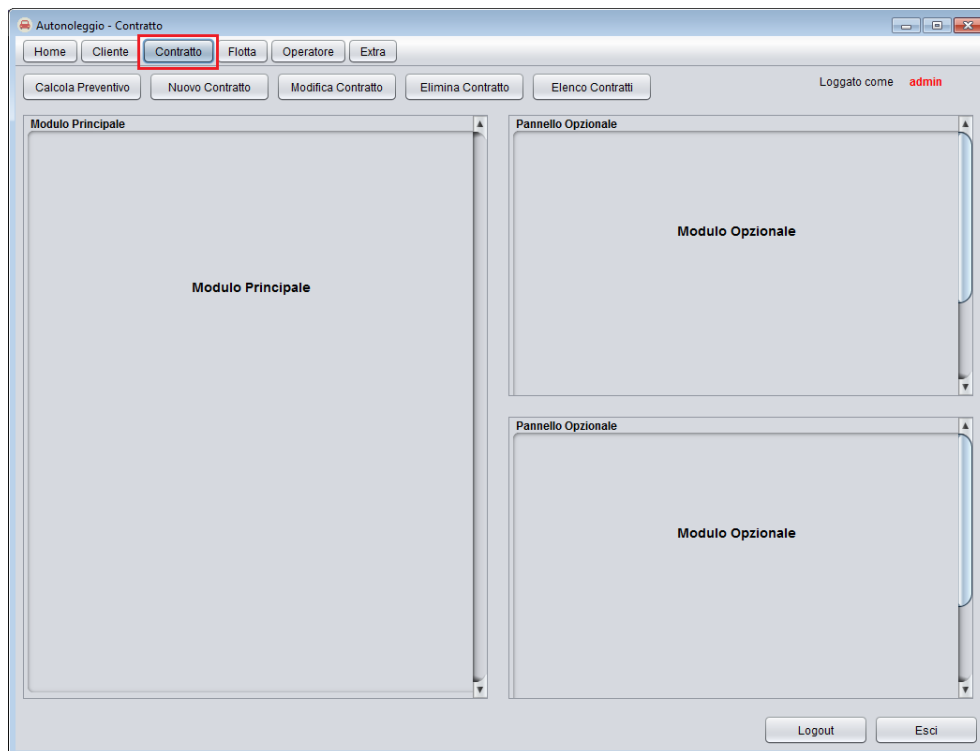 Autonoleggio - Contratto
Home Cliente Contratto Flotta Operatore Extra
Calcola Preventivo Nuovo Contratto Modifica Contratto Elimina Contratto Elenco Contratti Loggato come admin
Modulo Principale
Modulo Principale
Pannello Opzionale
Modulo Opzionale
Pannello Opzionale
Modulo Opzionale
Logout Esci